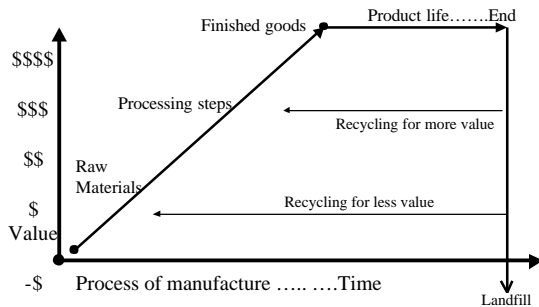 Product life…….End
Finished goods
$$$$
Processing steps
$$$
Recycling for more value
$$
Raw
Materials
Recycling for less value
$
Value
-$
Process of manufacture ….. ….Time
Landfill